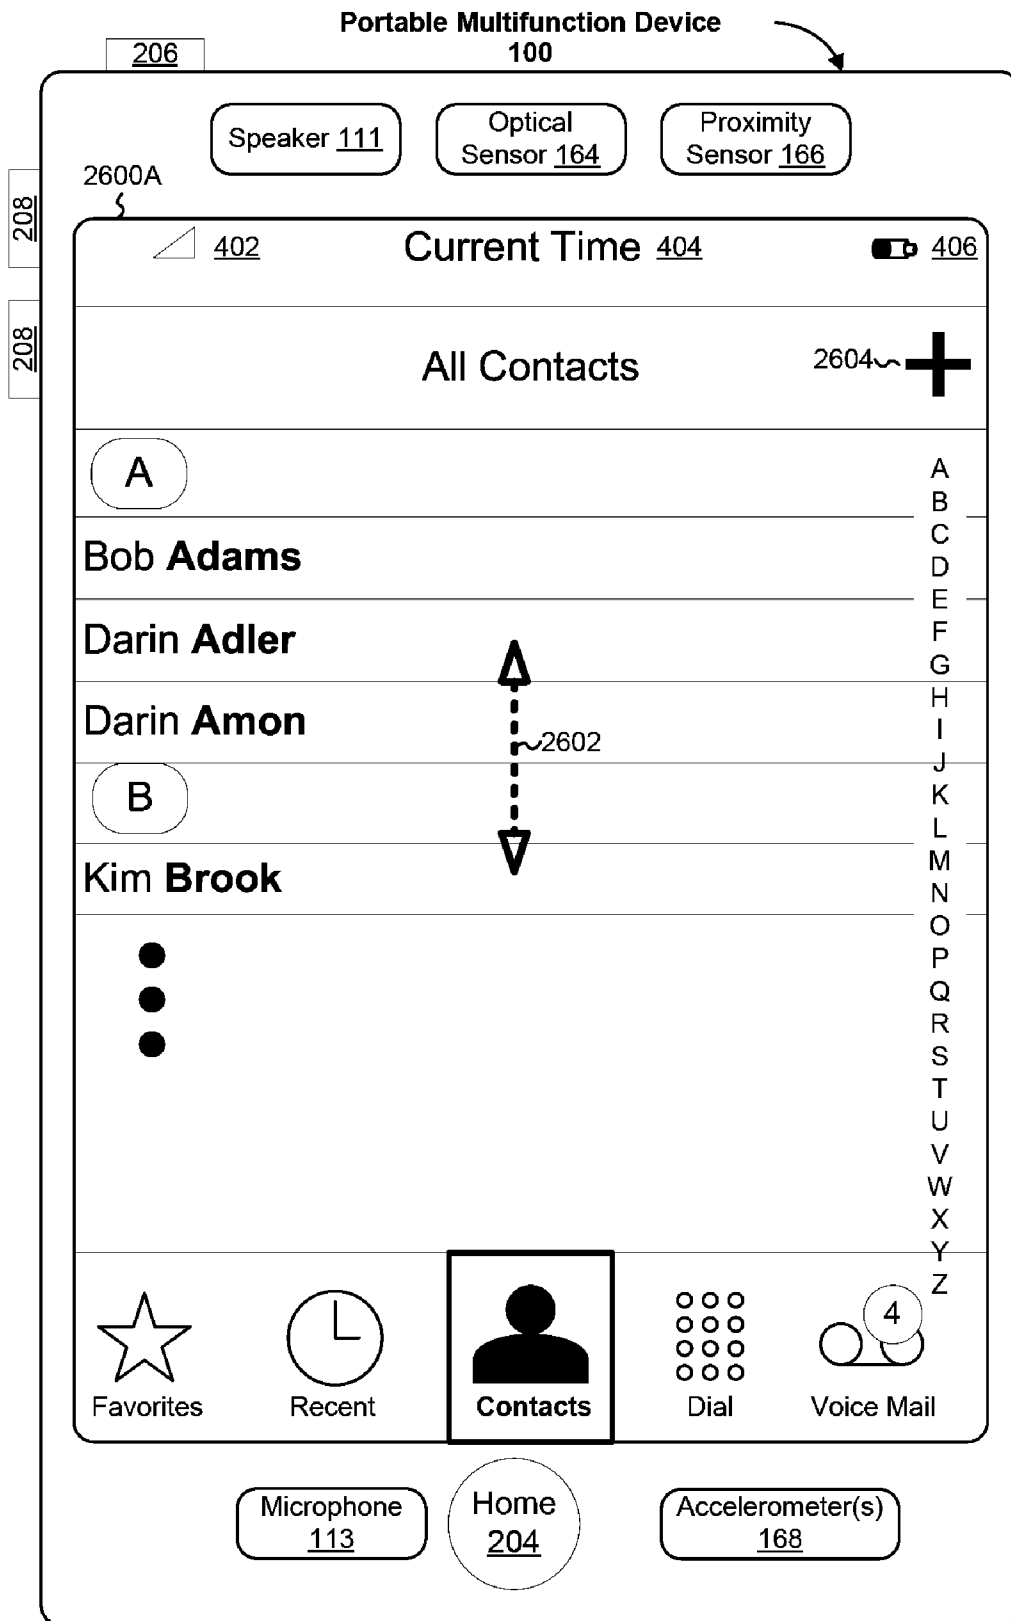 Portable Multifunction Device
100
206
Speaker 111
Optical
Sensor 164
Proximity
Sensor 166
2600A
208
208
402
Current Time 404
406
All Contacts
2604
A
Bob Adams
Darin Adler
Darin Amon
2602
B
Kim Brook
A
B
C
D
E
F
G
H
I
J
K
L
M
N
O
P
Q
R
S
T
U
V
W
X
Y
Z
4
Favorites
Recent
Contacts
Dial
Voice Mail
Microphone
113
Home
204
Accelerometer(s)
168